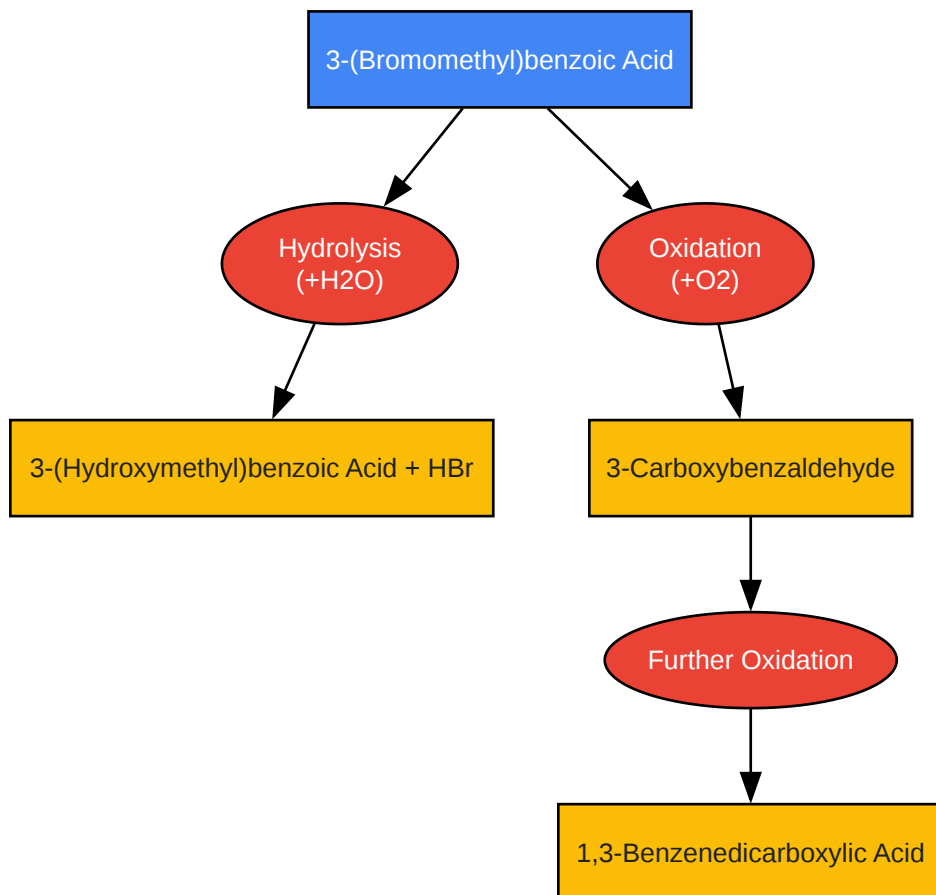 3-(Bromomethyl)benzoic Acid
Hydrolysis
(+H2O)
Oxidation
(+O2)
3-(Hydroxymethyl)benzoic Acid + HBr
3-Carboxybenzaldehyde
Further Oxidation
1,3-Benzenedicarboxylic Acid